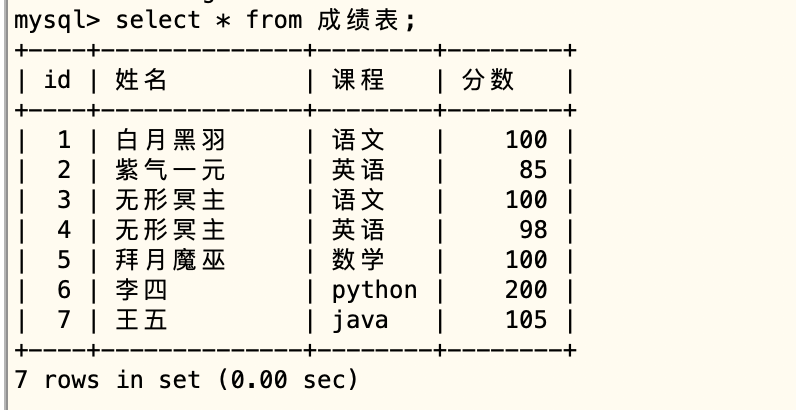 mysql> select * from 成绩表;
+----+--------------+--------+--------+
| id | 姓名 | 课程 | 分数 |
+----+--------------+--------+--------+
| 1 | 白月黑羽 | 语文 | 100 |
| 2 | 紫气一元 | 英语 | 85 |
| 3 | 无形冥主 | 语文 | 100 |
| 4 | 无形冥主 | 英语 | 98 |
| 5 | 拜月魔巫 | 数学 | 100 |
| 6 | 李四 | python | 200 |
| 7 | 王五 | java | 105 |
+----+--------------+--------+--------+
7 rows in set (0.00 sec)